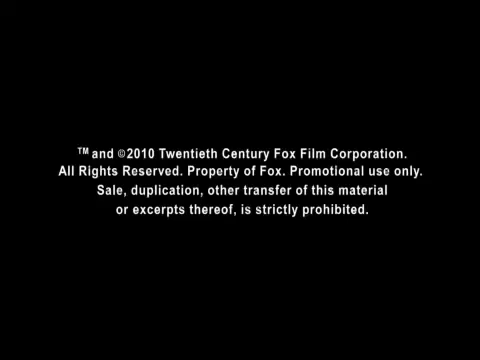 ™ and ©2010 Twentieth Century Fox Film Corporation.
All Rights Reserved. Property of Fox. Promotional use only.
Sale, duplication, other transfer of this material
or excerpts thereof, is strictly prohibited.